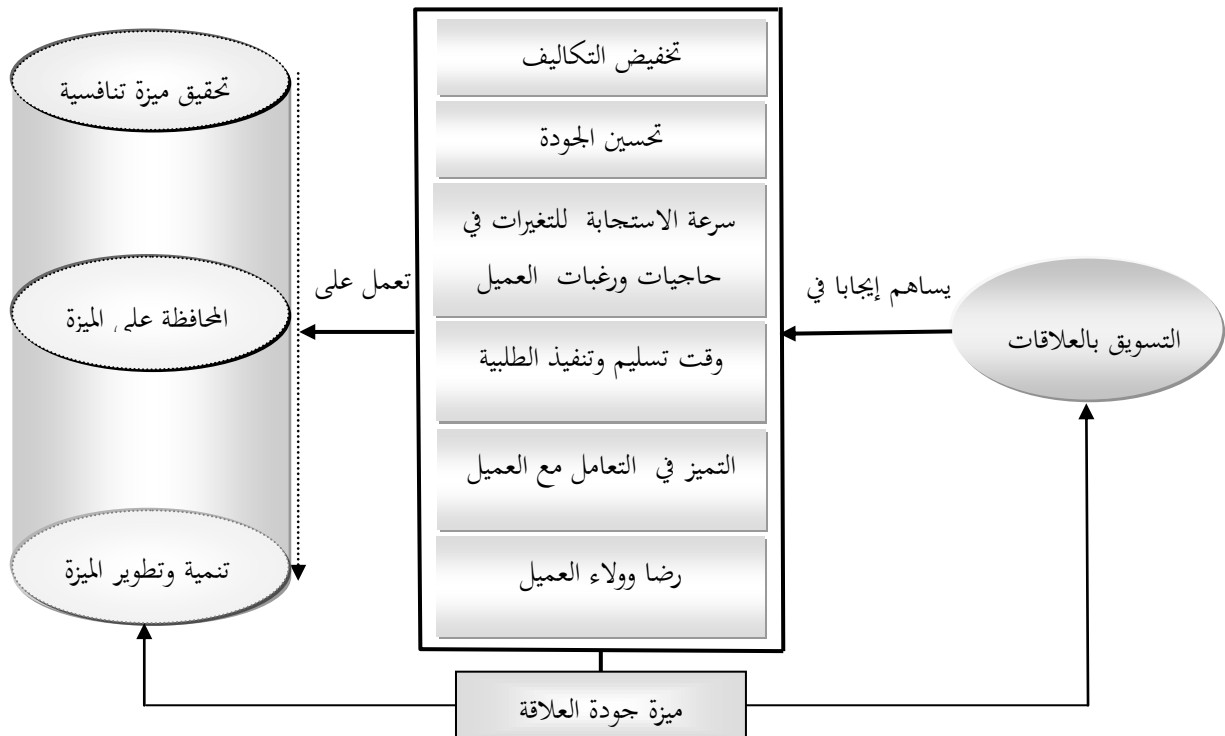 التسويق بالعلاقات
يساهم إيجابا في
تخفيض التكاليف
تحسين الجودة
سرعة الاستجابة للتغيرات في
حاجيات ورغبات العميل
وقت تسليم وتنفيذ الطلبية
التميز في التعامل مع العميل
رضا وولاء العميل
تعمل على
تحقيق ميزة تنافسية
المحافظة على الميزة
تنمية وتطوير الميزة
ميزة جودة العلاقة